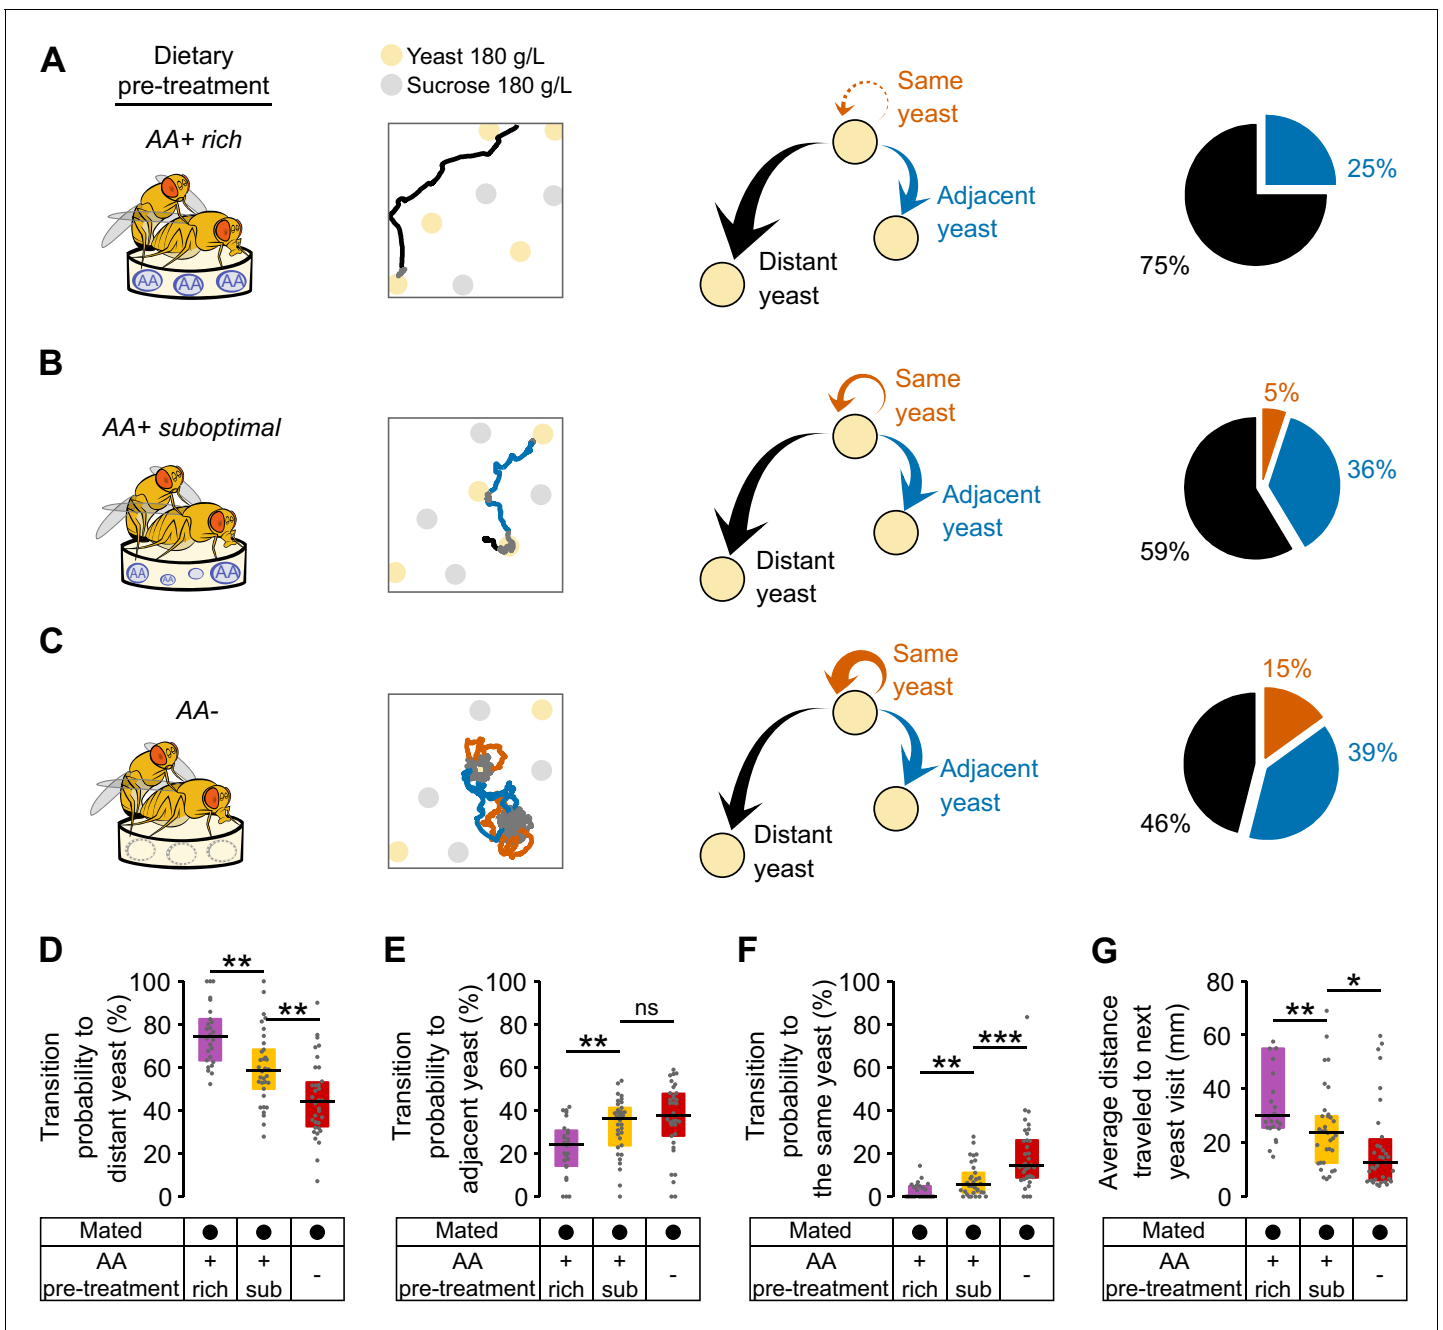 A
Dietary
pre-treatment
Yeast 180 g/L
Sucrose 180 g/L
AA+ rich
AA AA AA
Same
yeast
Adjacent
yeast
Distant
yeast
25%
75%
B
AA+ suboptimal
AA AA AA
Same
yeast
Adjacent
yeast
Distant
yeast
5%
36%
59%
C
AA-
Same
yeast
Adjacent
yeast
Distant
yeast
15%
39%
46%
D
Transition
probability to
distant yeast (%)
100
80
60
40
20
0
**
**
Mated ● ● ●
AA
pre-treatment
+ + -
rich sub
E
Transition
probability to
adjacent yeast (%)
100
80
60
40
20
0
**
ns
Mated ● ● ●
AA
pre-treatment
+ + -
rich sub
F
Transition
probability to
the same yeast (%)
100
80
60
40
20
0
**
***
Mated ● ● ●
AA
pre-treatment
+ + -
rich sub
G
Average distance
traveled to next
yeast visit (mm)
80
60
40
20
0
**
*
Mated ● ● ●
AA
pre-treatment
+ + -
rich sub